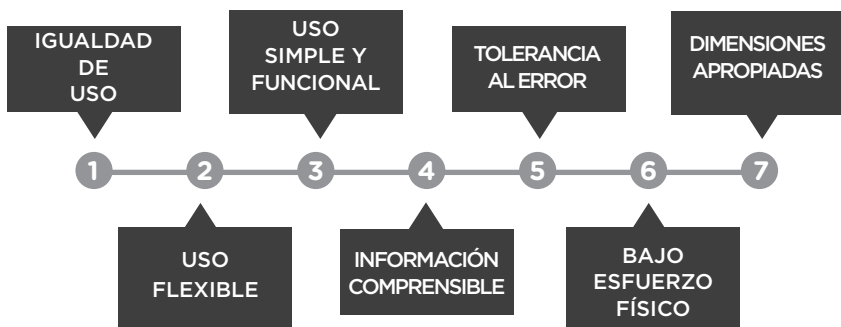 IGUALDAD
DE
USO
USO
SIMPLE Y
FUNCIONAL
TOLERANCIA
AL ERROR
DIMENSIONES
APROPIADAS
1 2 3 4 5 6 7
USO
FLEXIBLE
INFORMACIÓN
COMPRENSIBLE
BAJO
ESFUERZO
FÍSICO